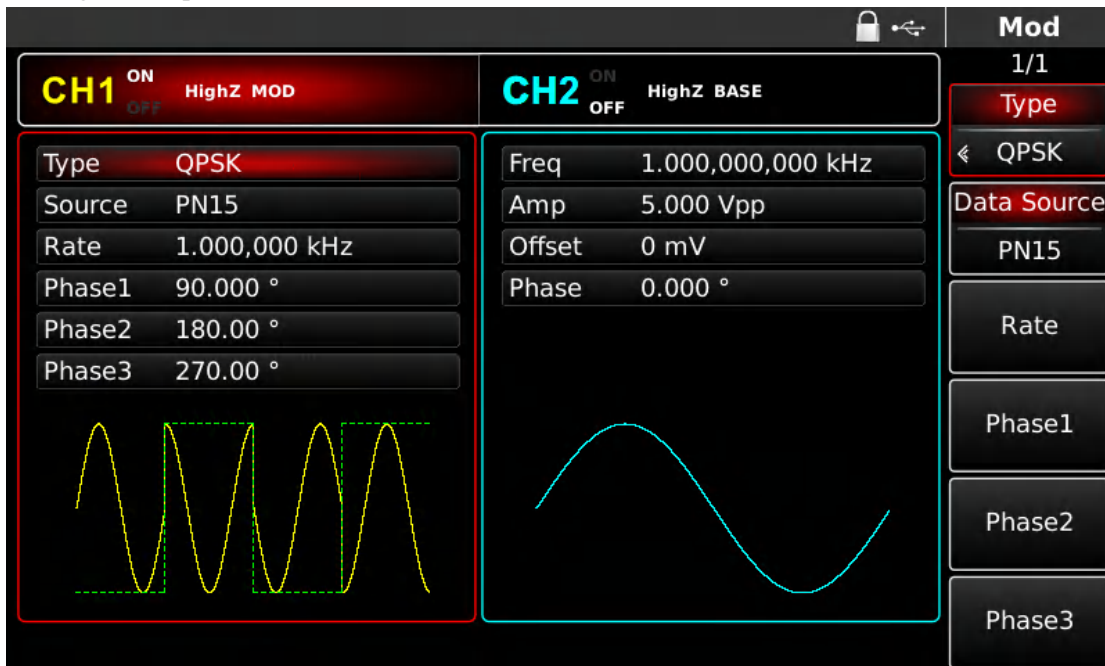 Mod
1/1
CH1 ON OFF HighZ MOD
CH2 ON OFF HighZ BASE
Type QPSK
Source PN15
Rate 1.000,000 kHz
Phase1 90.000 °
Phase2 180.00 °
Phase3 270.00 °
Freq 1.000,000,000 kHz
Amp 5.000 Vpp
Offset 0 mV
Phase 0.000 °
Type
QPSK
Data Source
PN15
Rate
Phase1
Phase2
Phase3